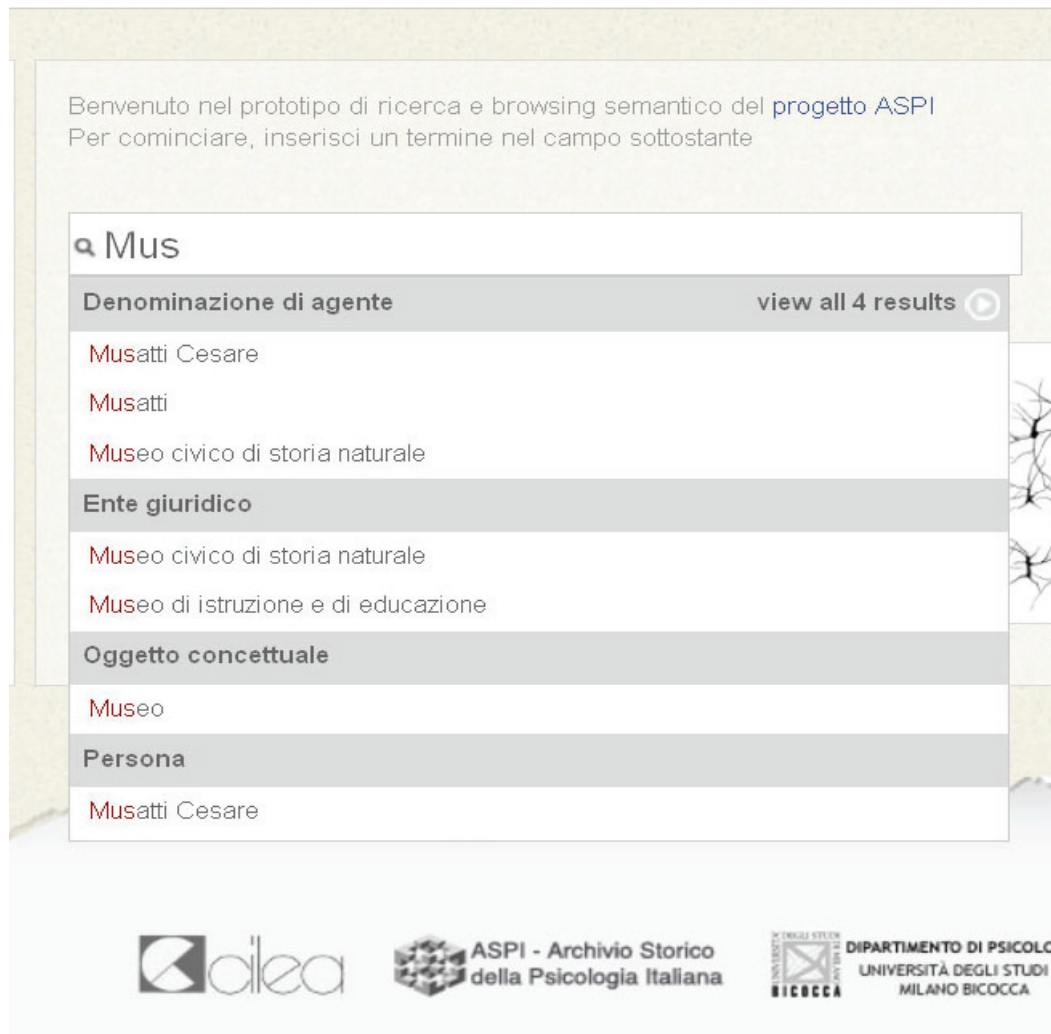 Benvenuto nel prototipo di ricerca e browsing semantico del progetto ASPI
Per cominciare, inserisci un termine nel campo sottostante
Mus
Denominazione di agente view all 4 results
Musatti Cesare
Musatti
Museo civico di storia naturale
Ente giuridico
Museo civico di storia naturale
Museo di istruzione e di educazione
Oggetto concettuale
Museo
Persona
Musatti Cesare
cilea
ASPI - Archivio Storico
della Psicologia Italiana
BICOCCA
DIPARTIMENTO DI PSICOLO
UNIVERSITÀ DEGLI STUDI
MILANO BICOCCA